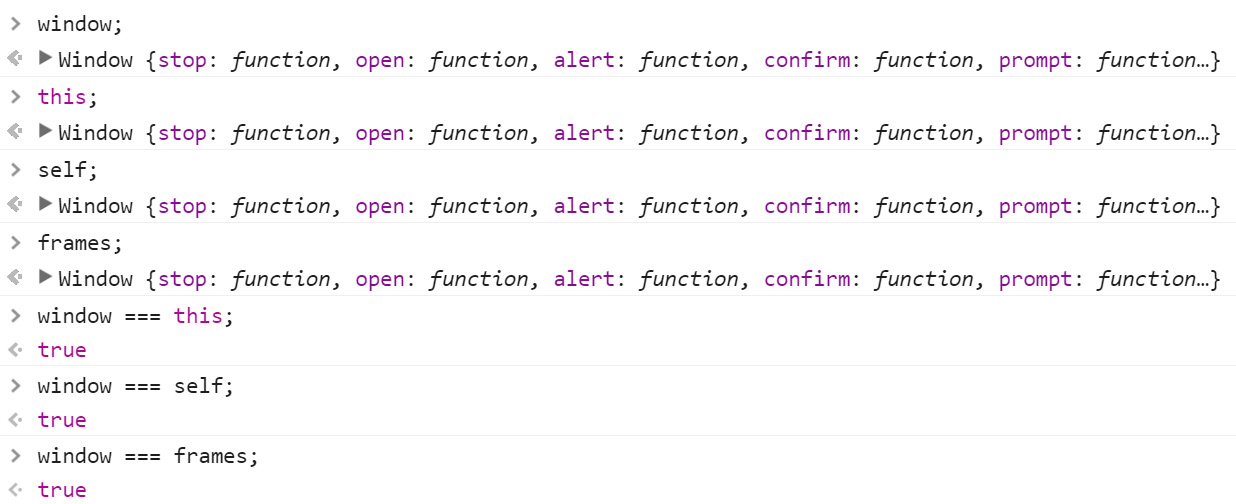 > window;
Window {stop: function, open: function, alert: function, confirm: function, prompt: function…}
> this;
Window {stop: function, open: function, alert: function, confirm: function, prompt: function…}
> self;
Window {stop: function, open: function, alert: function, confirm: function, prompt: function…}
> frames;
Window {stop: function, open: function, alert: function, confirm: function, prompt: function…}
> window === this;
true
> window === self;
true
> window === frames;
true